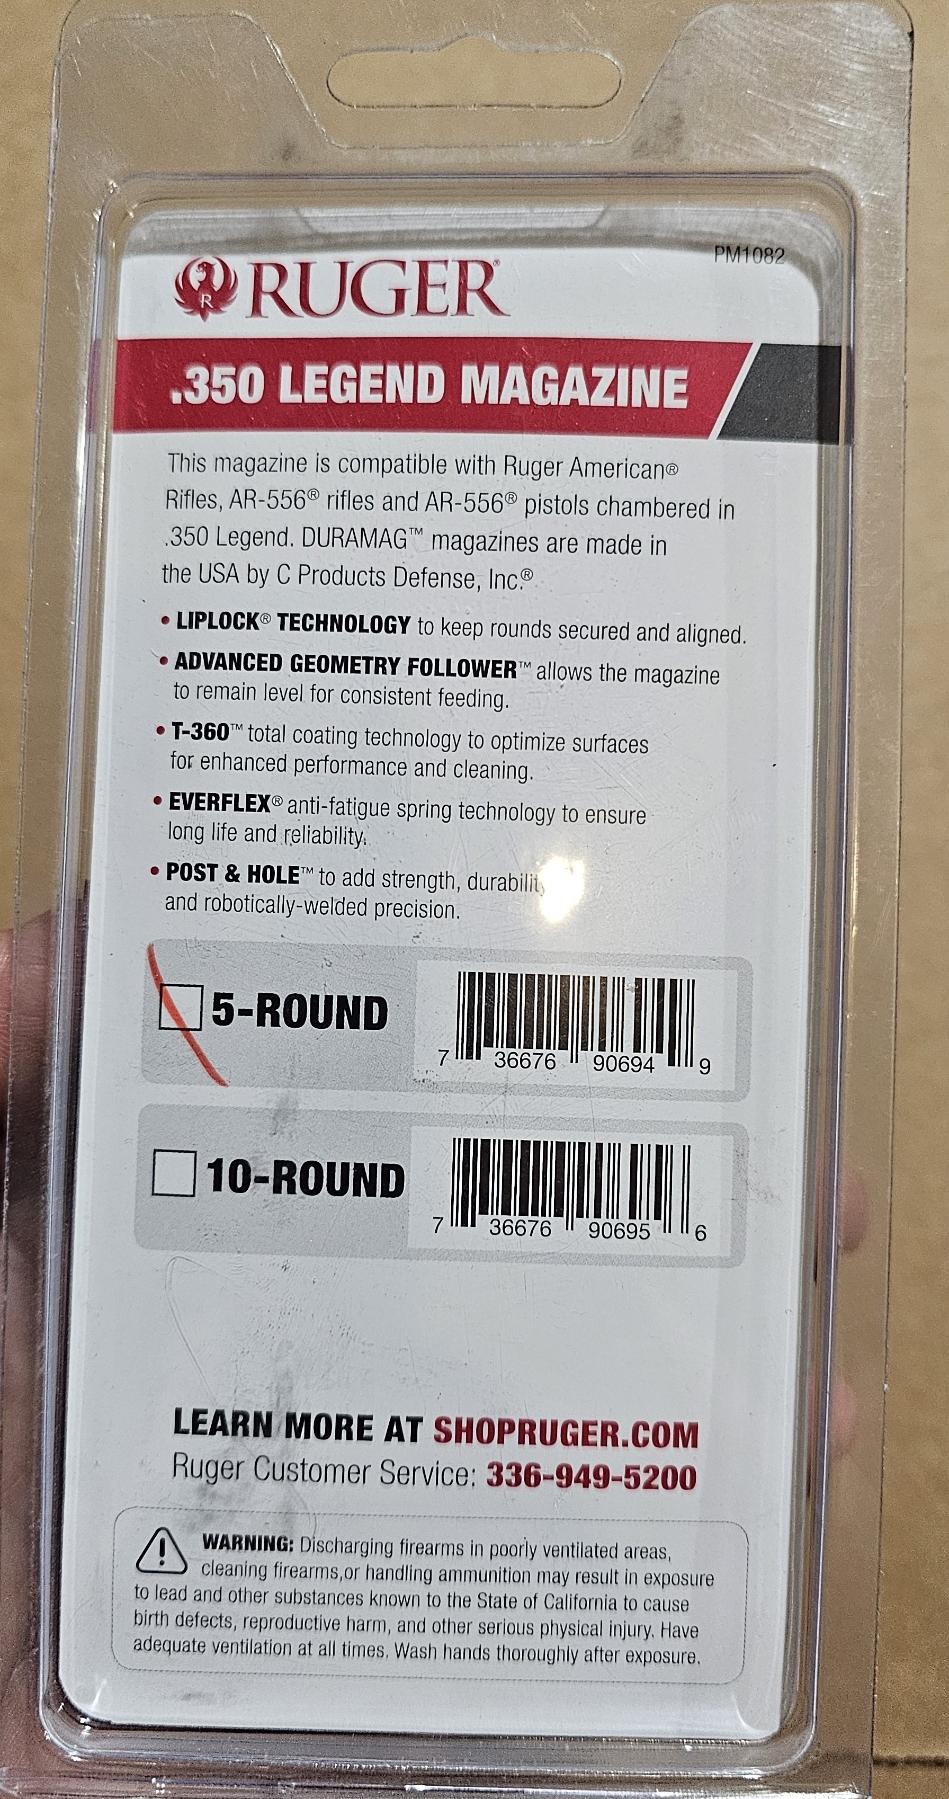 PM1082
RUGER®
.350 LEGEND MAGAZINE
This magazine is compatible with Ruger American®
Rifles, AR-556® rifles and AR-556® pistols chambered in
.350 Legend. DURAMAG™ magazines are made in
the USA by C Products Defense, Inc.®
• LIPLOCK® TECHNOLOGY to keep rounds secured and aligned.
• ADVANCED GEOMETRY FOLLOWER™ allows the magazine
to remain level for consistent feeding.
• T-360™ total coating technology to optimize surfaces
for enhanced performance and cleaning.
• EVERFLEX® anti-fatigue spring technology to ensure
long life and reliability.
• POST & HOLE™ to add strength, durability
and robotically-welded precision.
5-ROUND
7 36676 90694 9
10-ROUND
7 36676 90695 6
LEARN MORE AT SHOPRUGER.COM
Ruger Customer Service: 336-949-5200
WARNING: Discharging firearms in poorly ventilated areas,
cleaning firearms,or handling ammunition may result in exposure
to lead and other substances known to the State of California to cause
birth defects, reproductive harm, and other serious physical injury. Have
adequate ventilation at all times. Wash hands thoroughly after exposure.